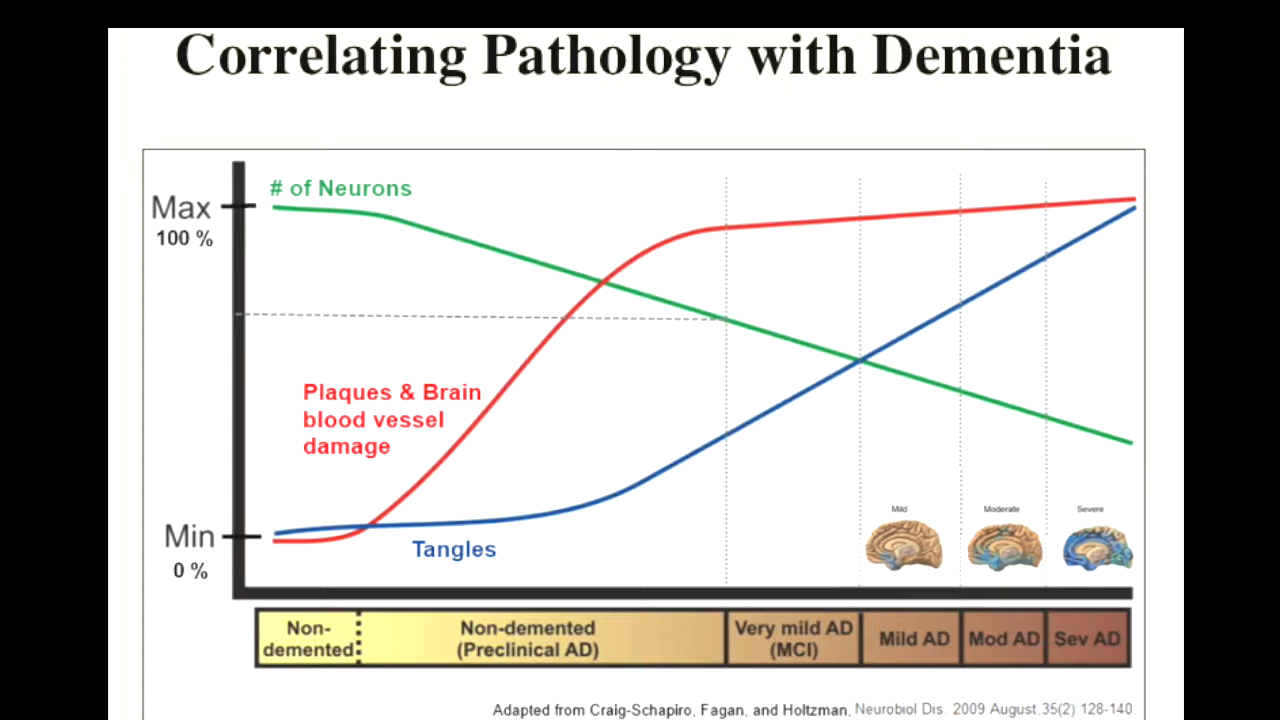 Correlating Pathology with Dementia
# of Neurons
Max
100 %
Plaques & Brain
blood vessel
damage
Mild
Moderate
Severe
Min
0 %
Tangles
Non-
demented
Non-demented
(Preclinical AD)
Very mild AD
(MCI)
Mild AD
Mod AD
Sev AD
Adapted from Craig-Schapiro, Fagan, and Holtzman, Neurobiol Dis. 2009 August,35(2) 128-140